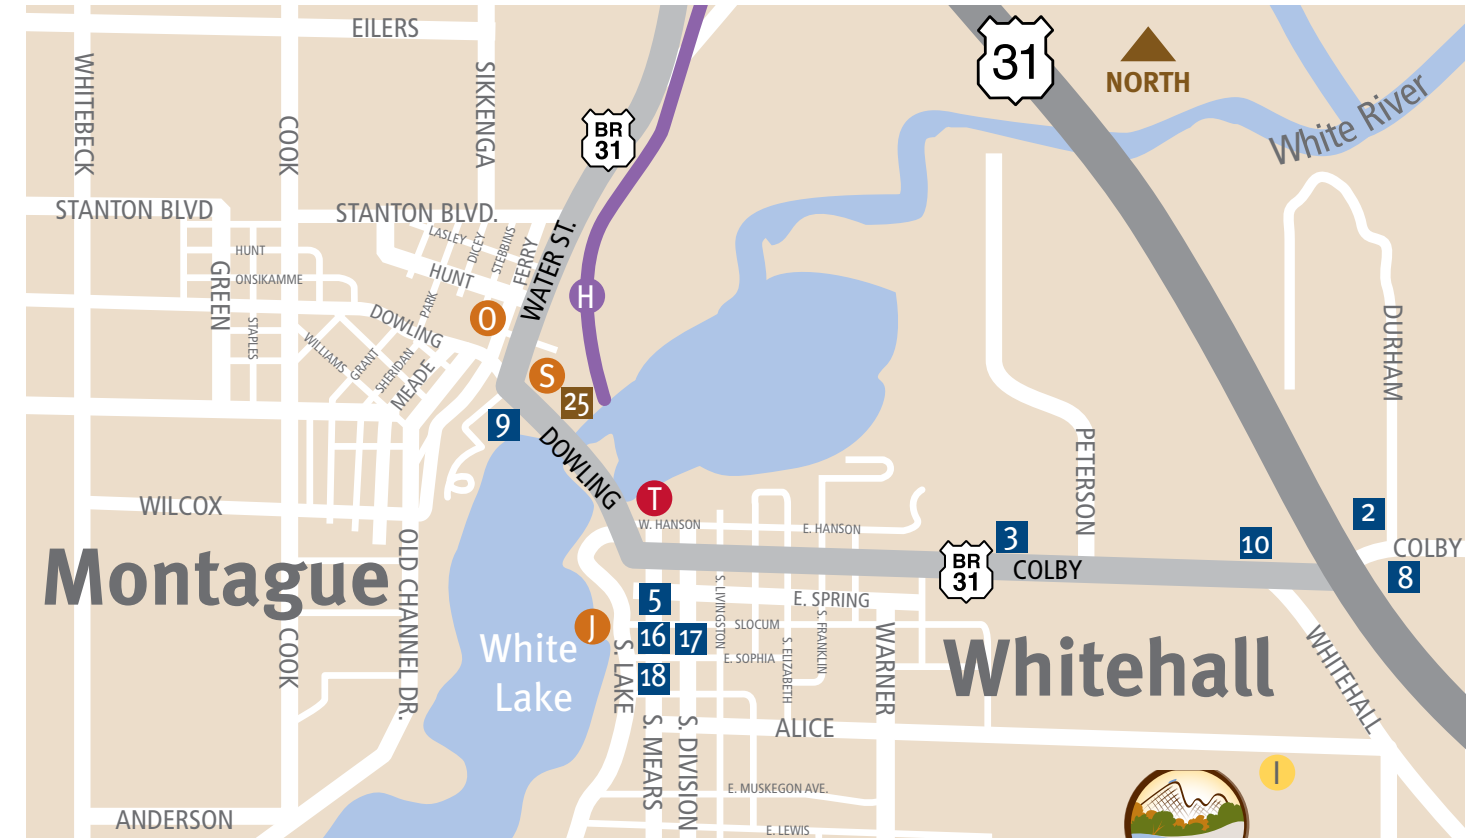 EILERS
31
NORTH
WHITEBECK
SIKKENGA
COOK
BR
31
White River
STANTON BLVD
STANTON BLVD.
LASLEY
DICEY
STEBBINS
FERRY
WATER ST.
HUNT
ONSIKAMME
GREEN
HUNT
PARK
H
O
DOWLING
STAPLES
WILLIAMS
GRANT
SHERIDAN
MEADE
S
25
9
DOWLING
DURHAM
PETERSON
WILCOX
T
W. HANSON
E. HANSON
2
3
10
COLBY
BR
31
COLBY
8
Montague
OLD CHANNEL DR.
COOK
White
Lake
J
S. LAKE
5
16
17
18
S. LIVINGSTON
E. SPRING
SLOCUM
S. FRANKLIN
E. SOPHIA
S. ELIZABETH
WARNER
Whitehall
WHITEHALL
S. MEARS
S. DIVISION
ALICE
I
E. MUSKEGON AVE.
ANDERSON
E. LEWIS